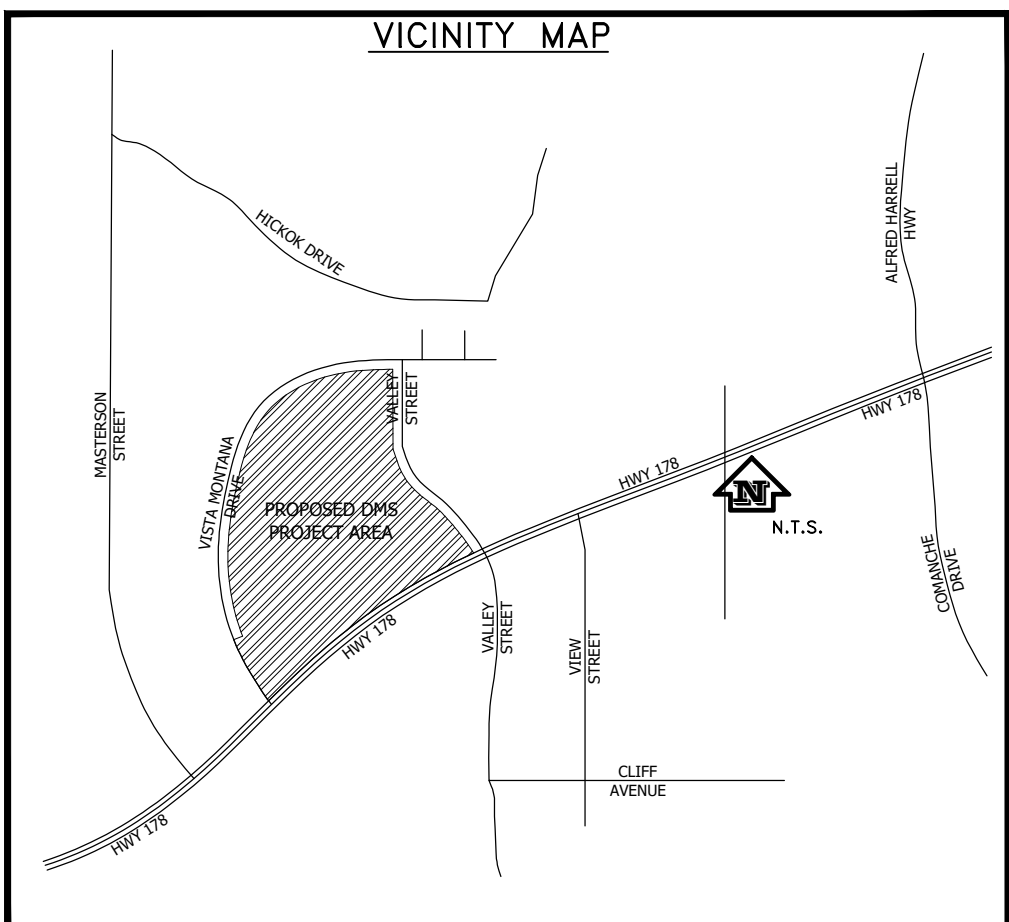 VICINITY MAP
HICKOK DRIVE
ALFRED HARRELL
HWY
MASTERSON
STREET
VISTA MONTANA
DRIVE
VALLEY
STREET
PROPOSED DMS
PROJECT AREA
HWY 178
HWY 178
N
N.T.S.
HWY 178
VALLEY
STREET
VIEW
STREET
COMANCHE
DRIVE
CLIFF
AVENUE
HWY 178